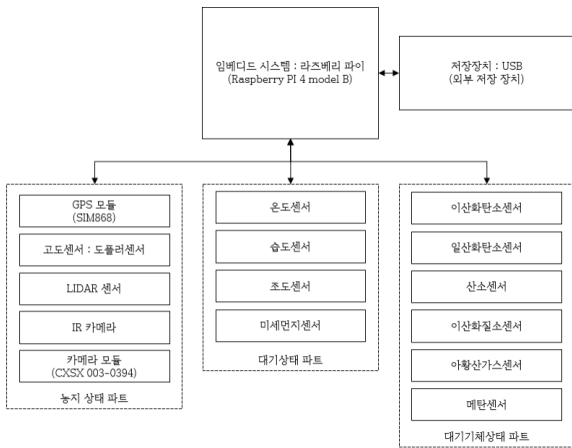 임베디드 시스템 : 라즈베리 파이
(Raspberry PI 4 model B)
저장장치 : USB
(외부 저장 장치)
GPS 모듈
(SIM868)
고도센서 : 도플러센서
LIDAR 센서
IR 카메라
카메라 모듈
(CXSX 003-0394)
농지 상태 파트
온도센서
습도센서
조도센서
미세먼지센서
대기상태 파트
이산화탄소센서
일산화탄소센서
산소센서
이산화질소센서
아황산가스센서
메탄센서
대기기체상태 파트